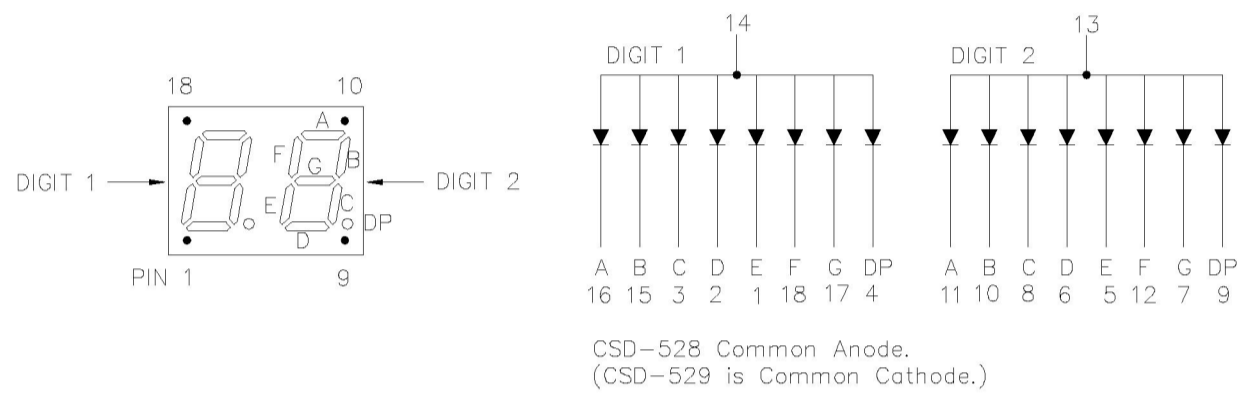 18 10
A
F B
G
DIGIT 1 DIGIT 2
E C
DP
D
PIN 1 9
14
DIGIT 1
A B C D E F G DP
16 15 3 2 1 18 17 4
13
DIGIT 2
A B C D E F G DP
11 10 8 6 5 12 7 9
CSD-528 Common Anode.
(CSD-529 is Common Cathode.)